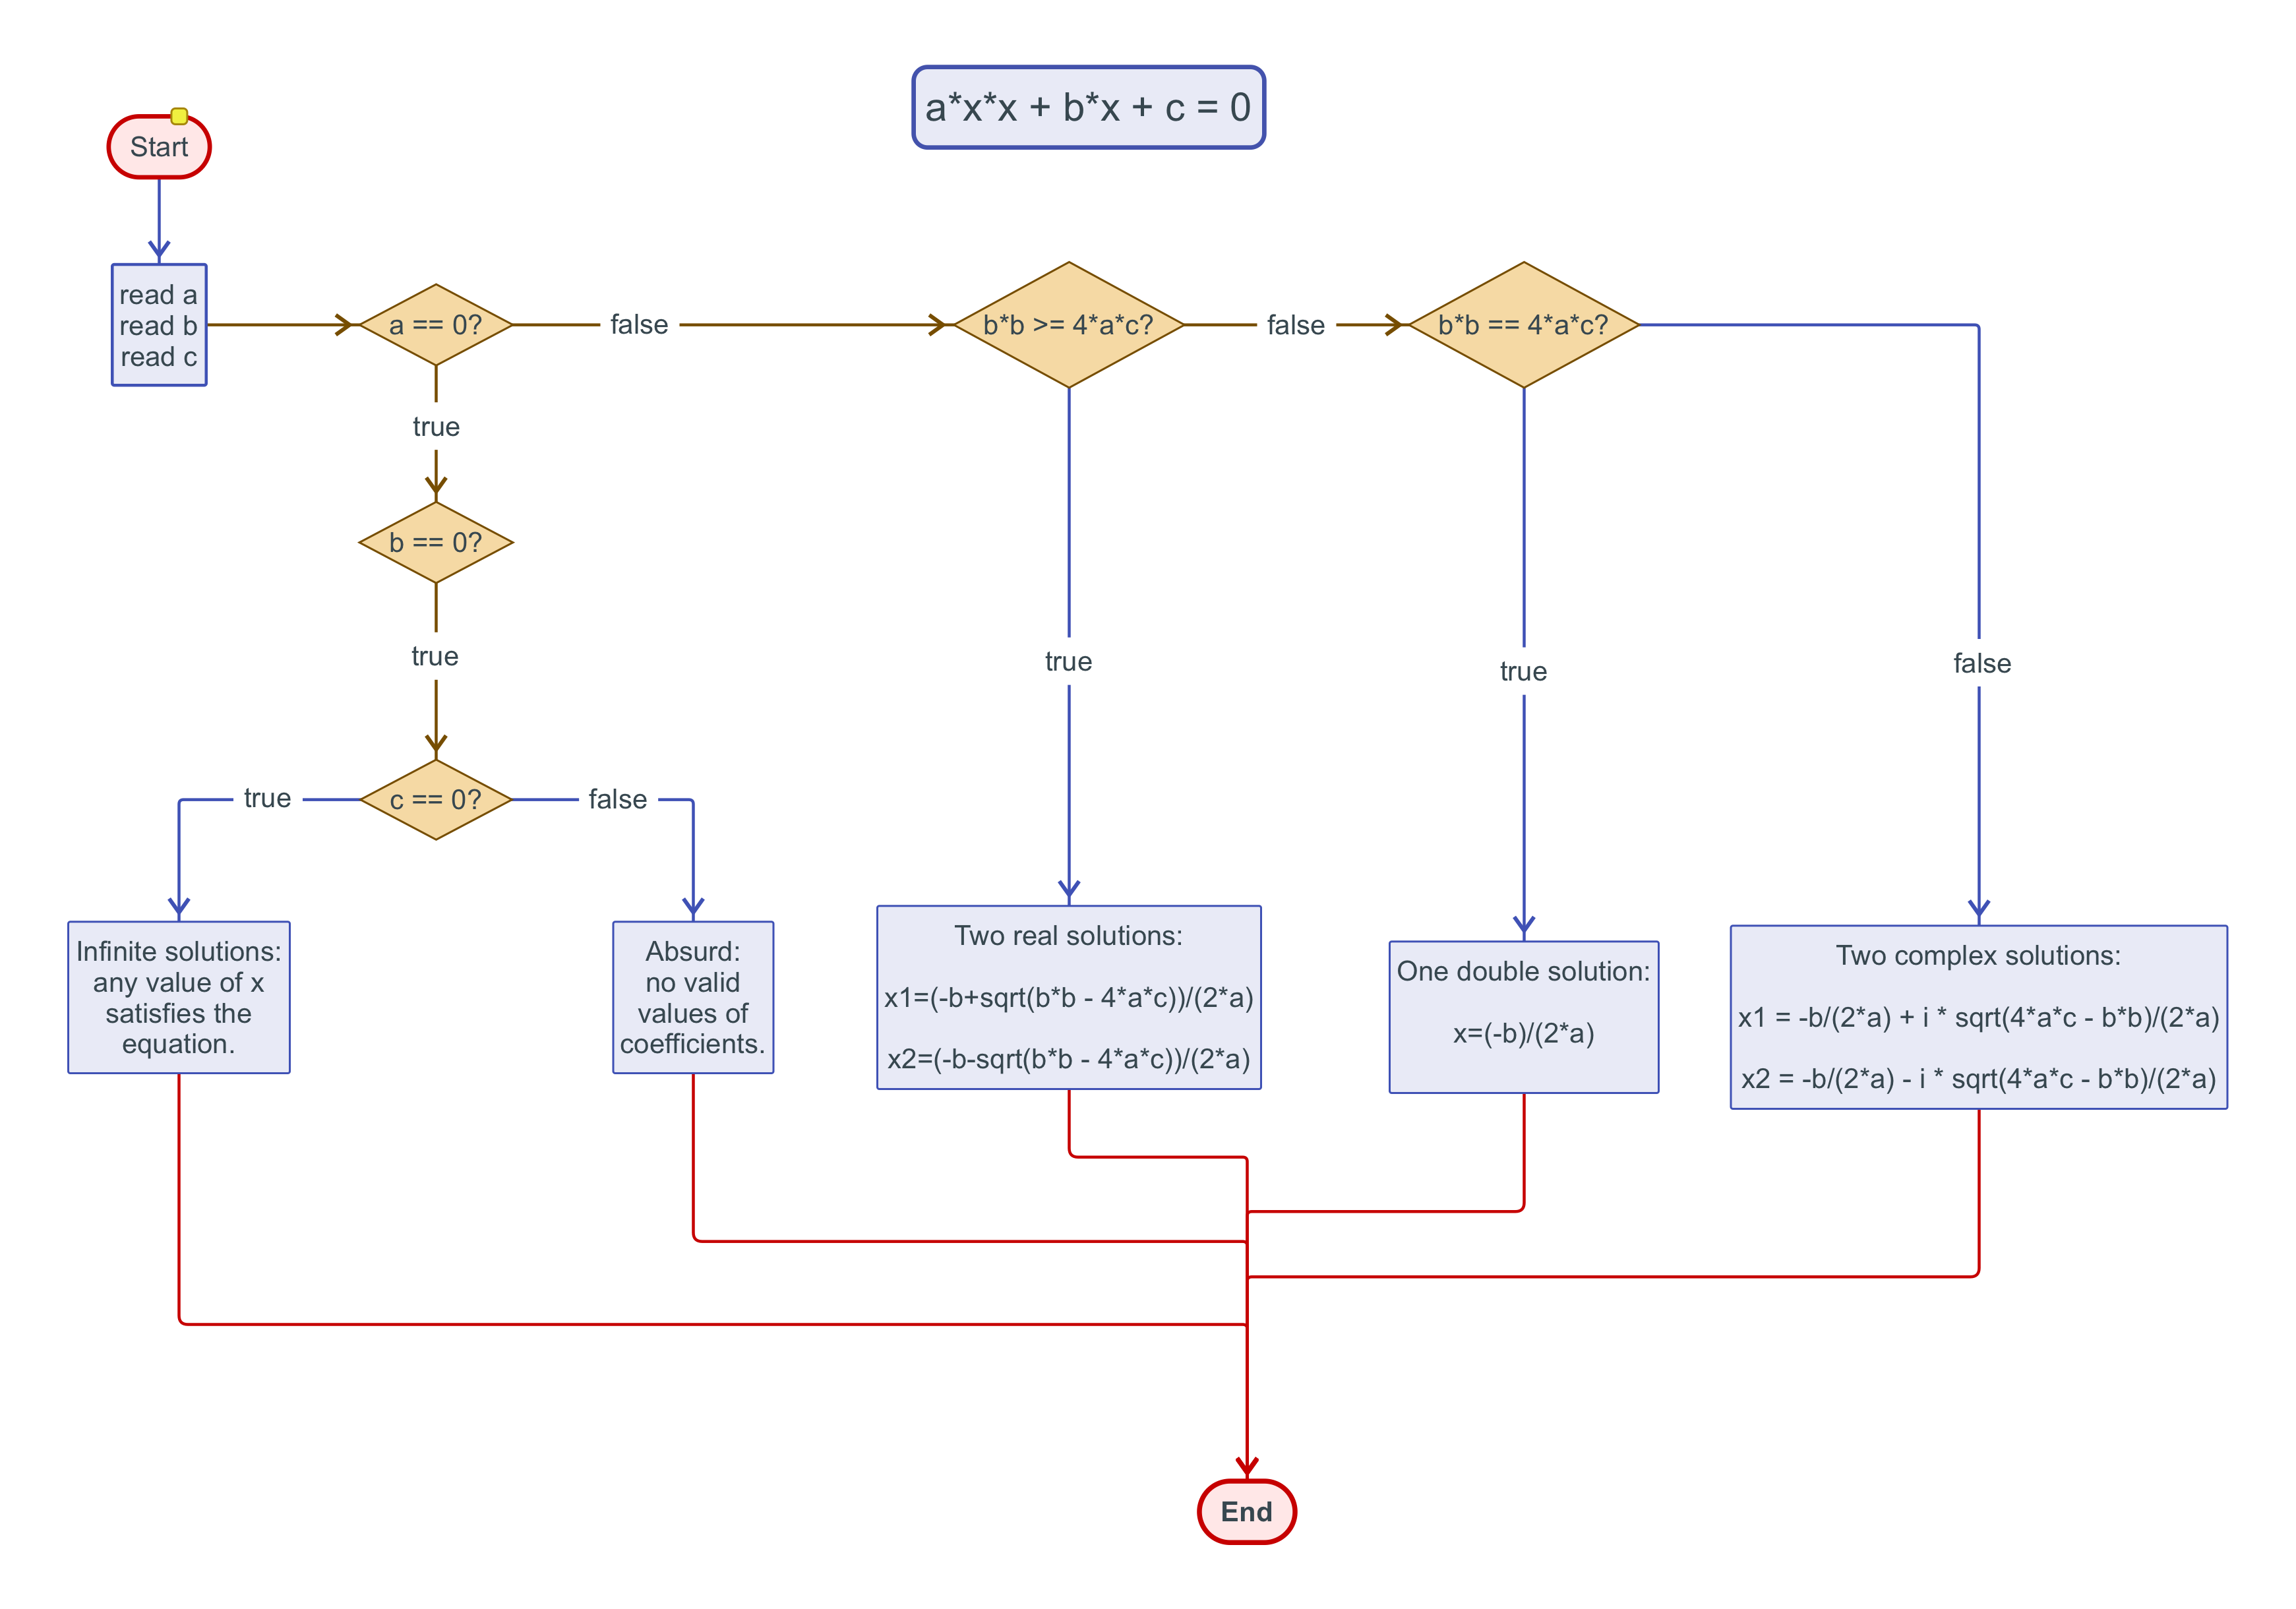 a*x*x + b*x + c = 0
Start
read a
read b
read c
a == 0?
false
b*b >= 4*a*c?
false
b*b == 4*a*c?
true
b == 0?
true
true
true
false
true
c == 0?
false
Infinite solutions:
any value of x
satisfies the
equation.
Absurd:
no valid
values of
coefficients.
Two real solutions:
x1=(-b+sqrt(b*b - 4*a*c))/(2*a)
x2=(-b-sqrt(b*b - 4*a*c))/(2*a)
One double solution:
x=(-b)/(2*a)
Two complex solutions:
x1 = -b/(2*a) + i * sqrt(4*a*c - b*b)/(2*a)
x2 = -b/(2*a) - i * sqrt(4*a*c - b*b)/(2*a)
End